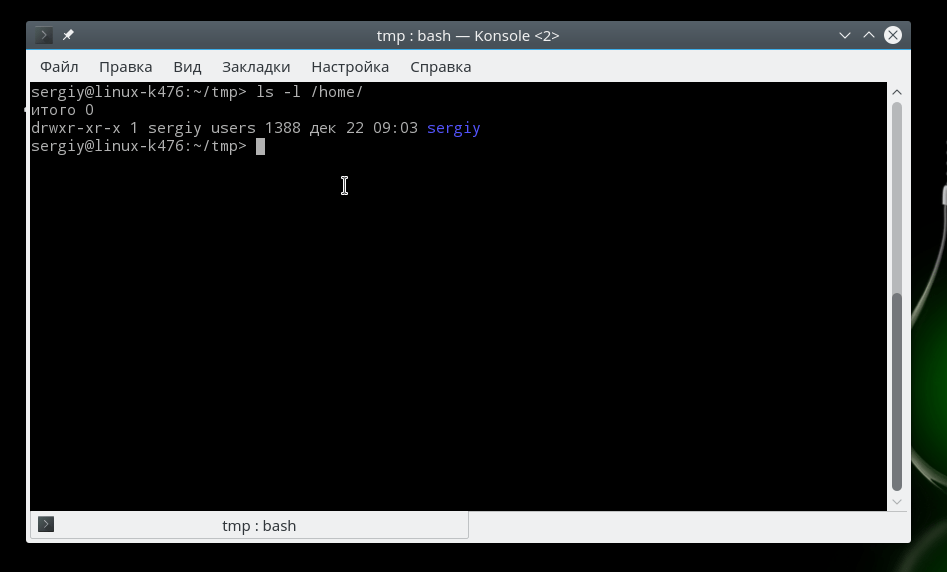 tmp : bash — Konsole <2>
Файл Правка Вид Закладки Настройка Справка
sergiy@linux-k476:~/tmp> ls -l /home/
итого 0
drwxr-xr-x 1 sergiy users 1388 дек 22 09:03 sergiy
sergiy@linux-k476:~/tmp>
tmp : bash